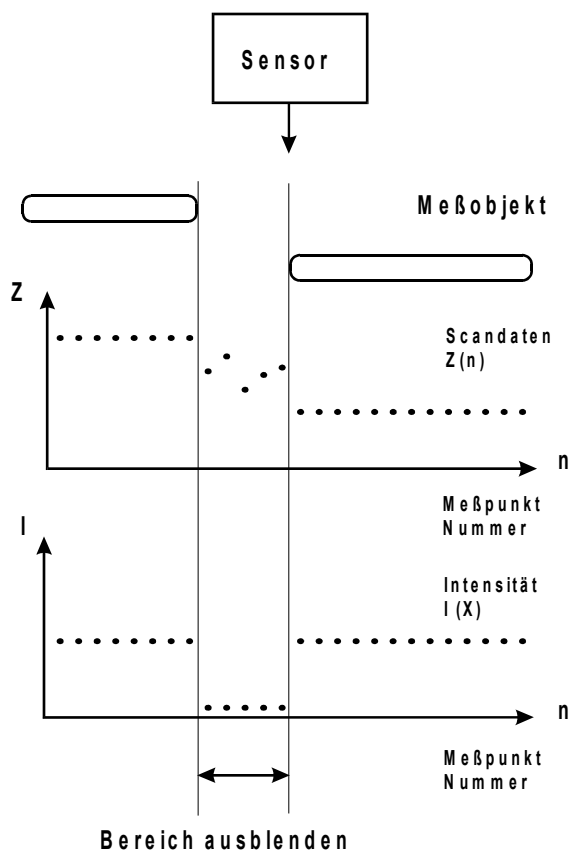 Sensor
Meßobjekt
Z
Scandaten
Z(n)
n
Meßpunkt
Nummer
I
Intensität
I(X)
n
Meßpunkt
Nummer
Bereich ausblenden